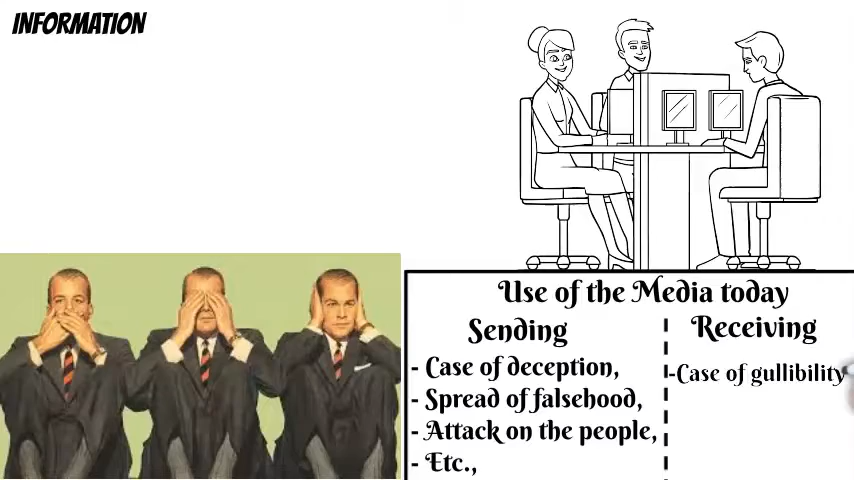 INFORMATION
Use of the Media today
Sending
Receiving
- Case of deception,
- Spread of falsehood,
- Attack on the people,
- Etc.,
-Case of gullibility